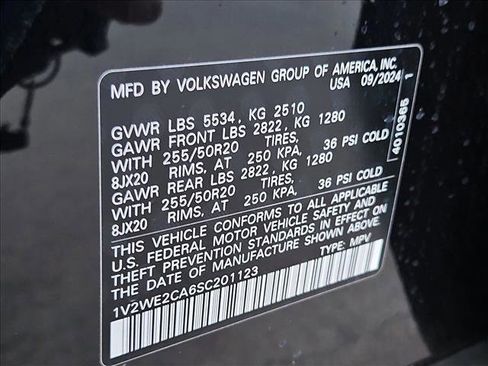 MFD BY VOLKSWAGEN GROUP OF AMERICA, INC.
USA 09/2024 1
GVWR LBS 5534, KG 2510
GAWR FRONT LBS 2822, KG 1280
WITH 255/50R20 TIRES,
8JX20 RIMS, AT 250 KPA, 36 PSI COLD
GAWR REAR LBS 2822, KG 1280
WITH 255/50R20 TIRES,
8JX20 RIMS, AT 250 KPA, 36 PSI COLD
THIS VEHICLE CONFORMS TO ALL APPLICABLE
U.S. FEDERAL MOTOR VEHICLE SAFETY AND
THEFT PREVENTION STANDARDS IN EFFECT ON
THE DATE OF MANUFACTURE SHOWN ABOVE.
1V2WE2CA6SC201123 TYPE: MPV
4010366